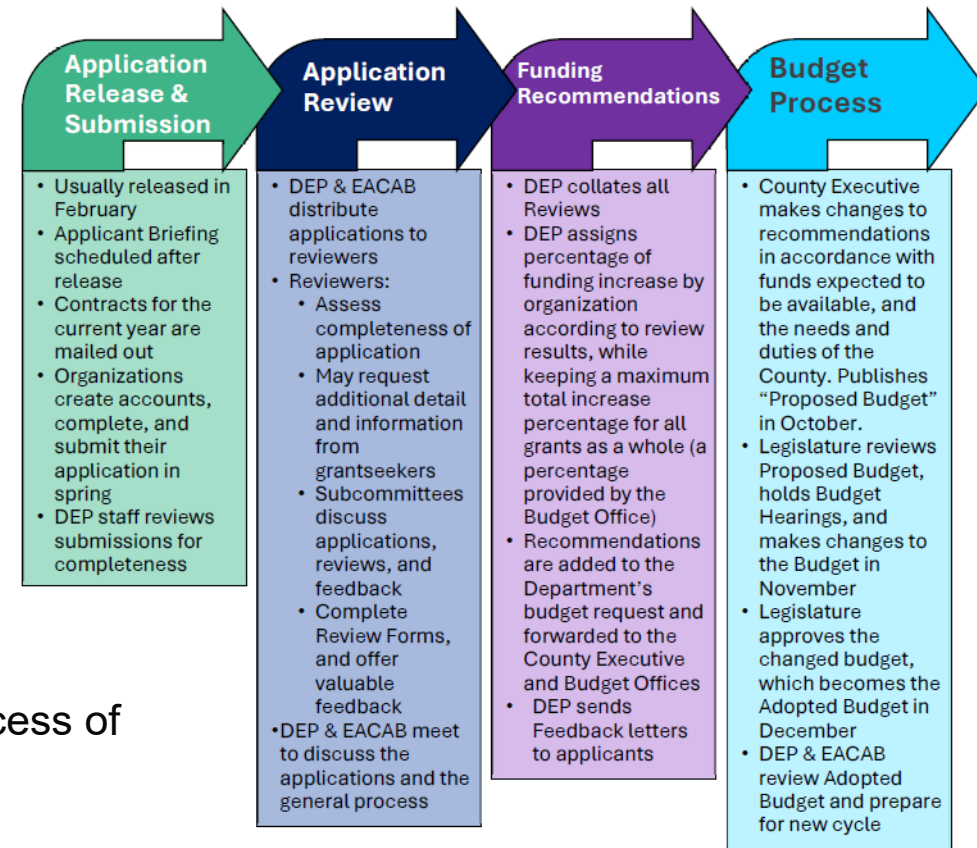 Application
Release &
Submission
• Usually released in
February
• Applicant Briefing
scheduled after
release
• Contracts for the
current year are
mailed out
• Organizations
create accounts,
complete, and
submit their
application in
spring
• DEP staff reviews
submissions for
completeness
Application
Review
• DEP & EACAB
distribute
applications to
reviewers
• Reviewers:
• Assess
completeness of
application
• May request
additional detail
and information
from
grantseekers
• Subcommittees
discuss
applications,
reviews, and
feedback
• Complete
Review Forms,
and offer
valuable
feedback
•DEP & EACAB meet
to discuss the
applications and the
general process
Funding
Recommendations
• DEP collates all
Reviews
• DEP assigns
percentage of
funding increase by
organization
according to review
results, while
keeping a maximum
total increase
percentage for all
grants as a whole (a
percentage
provided by the
Budget Office)
• Recommendations
are added to the
Department’s
budget request and
forwarded to the
County Executive
and Budget Offices
• DEP sends
Feedback letters
to applicants
Budget
Process
• County Executive
makes changes to
recommendations
in accordance with
funds expected to
be available, and
the needs and
duties of the
County. Publishes
“Proposed Budget”
in October.
• Legislature reviews
Proposed Budget,
holds Budget
Hearings, and
makes changes to
the Budget in
November
• Legislature
approves the
changed budget,
which becomes the
Adopted Budget in
December
• DEP & EACAB
review Adopted
Budget and prepare
for new cycle
cess of